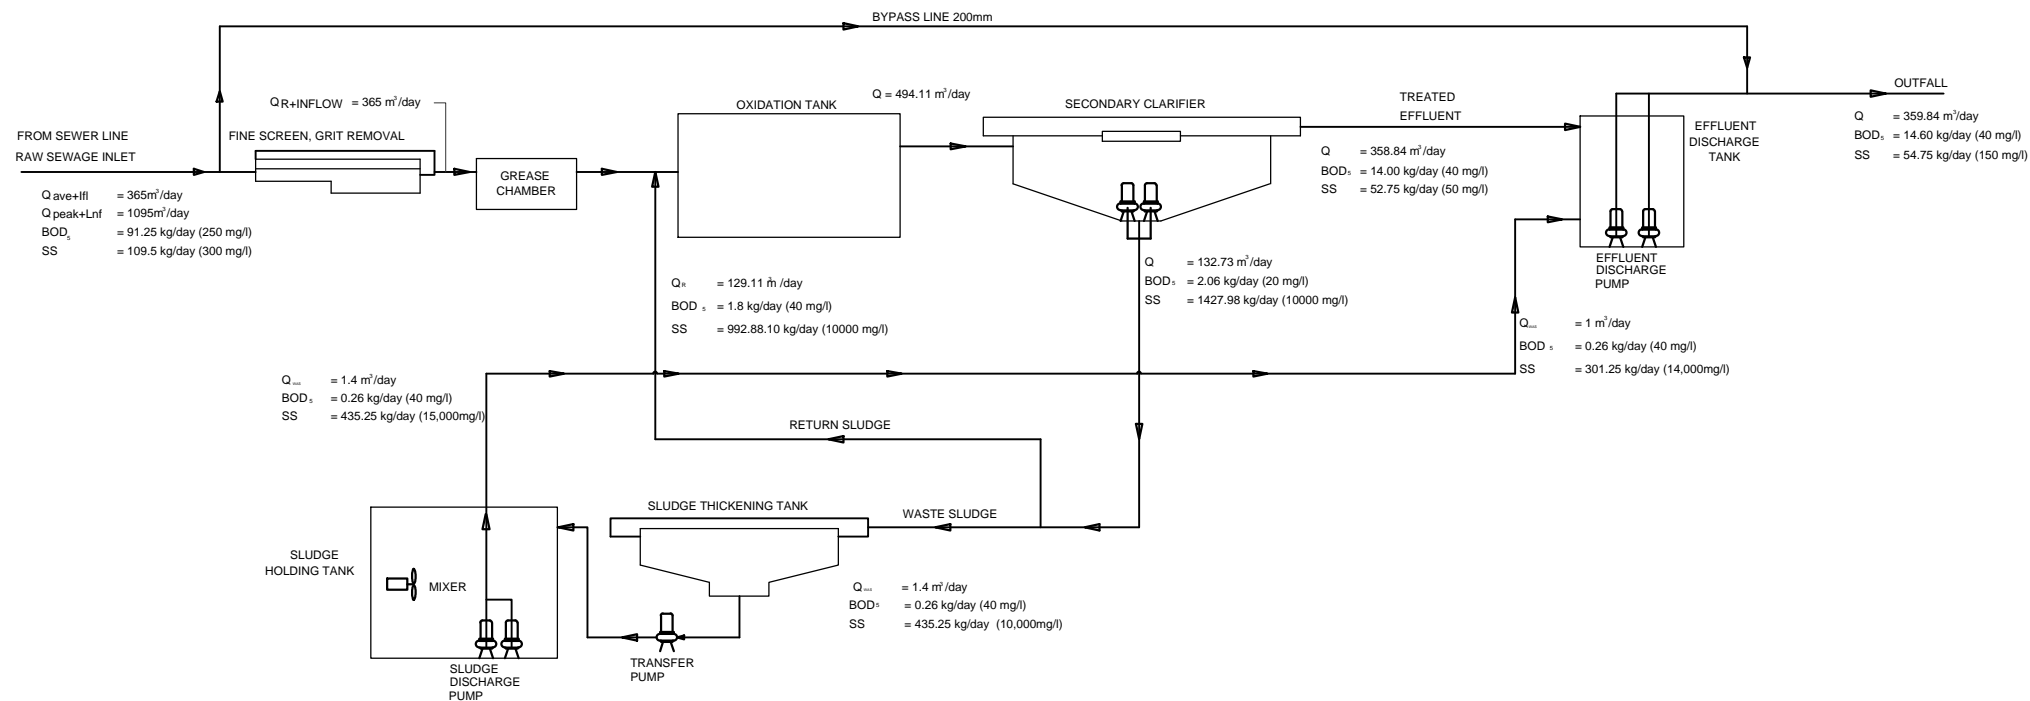 BYPASS LINE 200mm
OUTFALL
Q = 359.84 m³/day
BOD₅ = 14.60 kg/day (40 mg/l)
SS = 54.75 kg/day (150 mg/l)
Q R+INFLOW = 365 m³/day
Q = 494.11 m³/day
OXIDATION TANK
SECONDARY CLARIFIER
TREATED
EFFLUENT
EFFLUENT
DISCHARGE
TANK
FROM SEWER LINE
RAW SEWAGE INLET
FINE SCREEN, GRIT REMOVAL
GREASE
CHAMBER
Q = 358.84 m³/day
BOD₅ = 14.00 kg/day (40 mg/l)
SS = 52.75 kg/day (50 mg/l)
Q ave+Ifl = 365m³/day
Q peak+Lnf = 1095m³/day
BOD₅ = 91.25 kg/day (250 mg/l)
SS = 109.5 kg/day (300 mg/l)
EFFLUENT
DISCHARGE
PUMP
Q = 132.73 m³/day
BOD₅ = 2.06 kg/day (20 mg/l)
SS = 1427.98 kg/day (10000 mg/l)
Q R = 129.11 m³/day
BOD 5 = 1.8 kg/day (40 mg/l)
SS = 992.88.10 kg/day (10000 mg/l)
Q was = 1 m³/day
BOD 5 = 0.26 kg/day (40 mg/l)
SS = 301.25 kg/day (14,000mg/l)
Q was = 1.4 m³/day
BOD₅ = 0.26 kg/day (40 mg/l)
SS = 435.25 kg/day (15,000mg/l)
RETURN SLUDGE
SLUDGE THICKENING TANK
WASTE SLUDGE
SLUDGE
HOLDING TANK
MIXER
Q was = 1.4 m³/day
BOD₅ = 0.26 kg/day (40 mg/l)
SS = 435.25 kg/day (10,000mg/l)
TRANSFER
PUMP
SLUDGE
DISCHARGE
PUMP